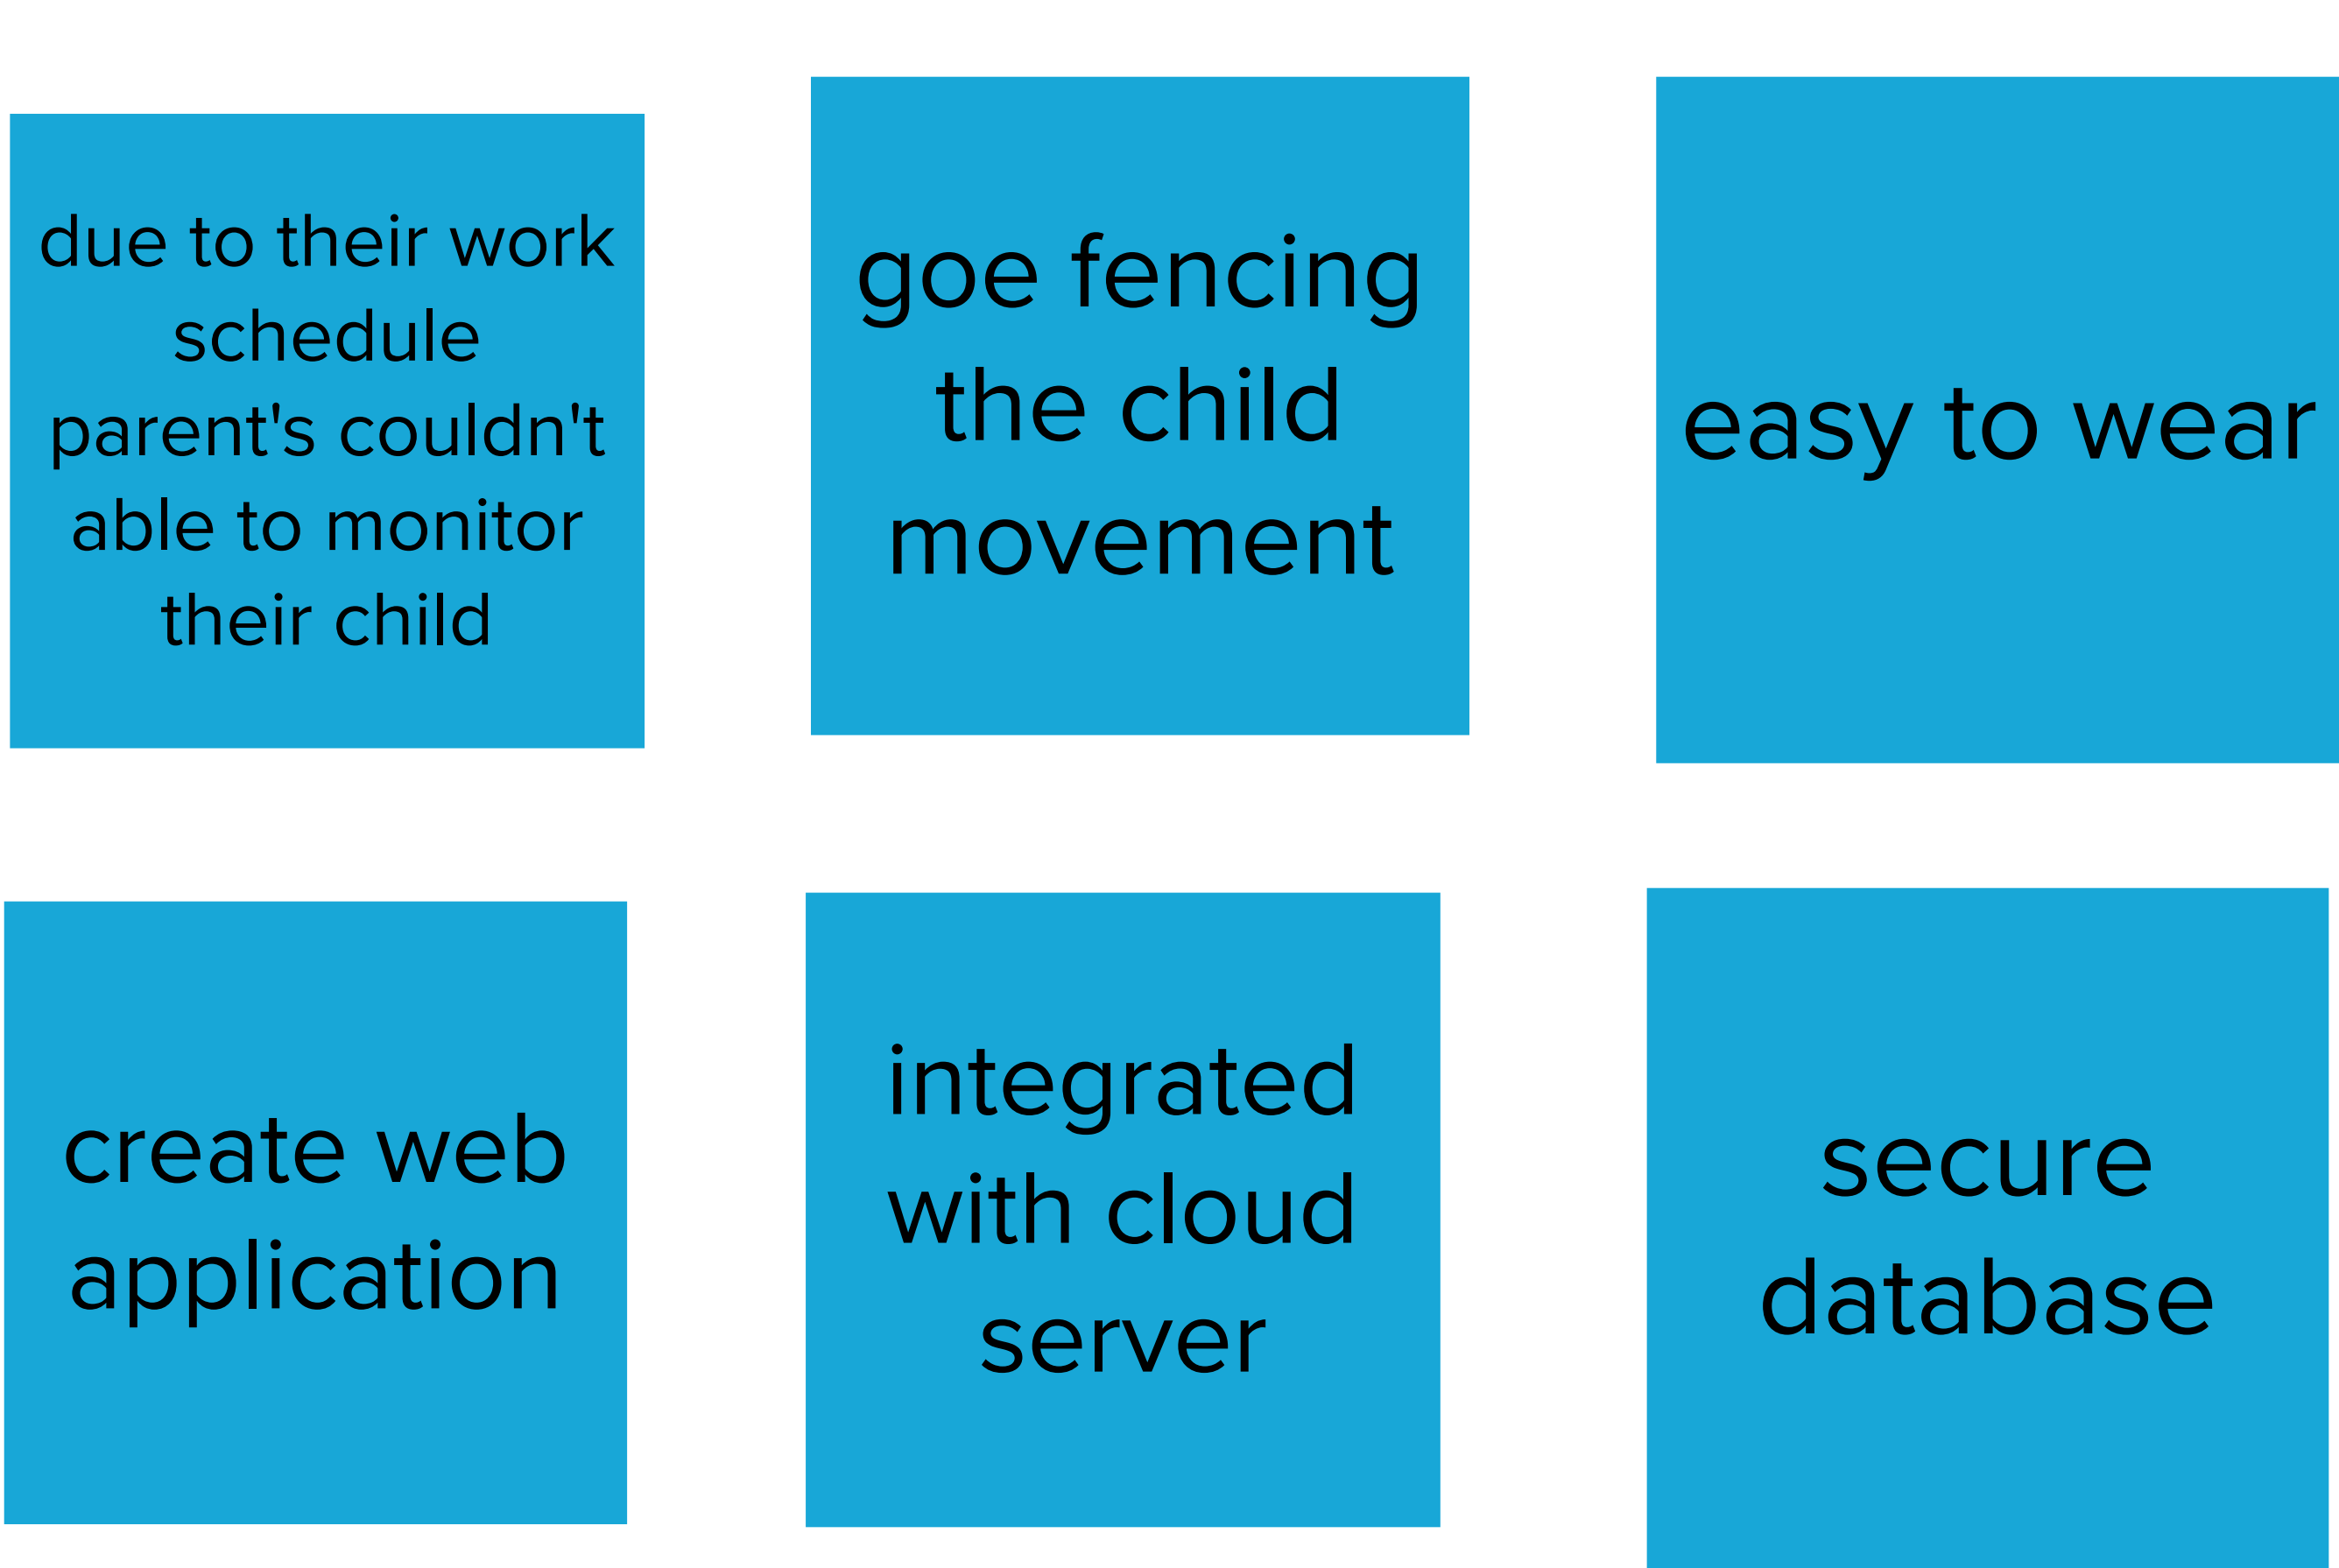 due to their work
schedule
parent's couldn't
able to monitor
their child
goe fencing
the child
movement
easy to wear
create web
application
integrated
with cloud
server
secure
database